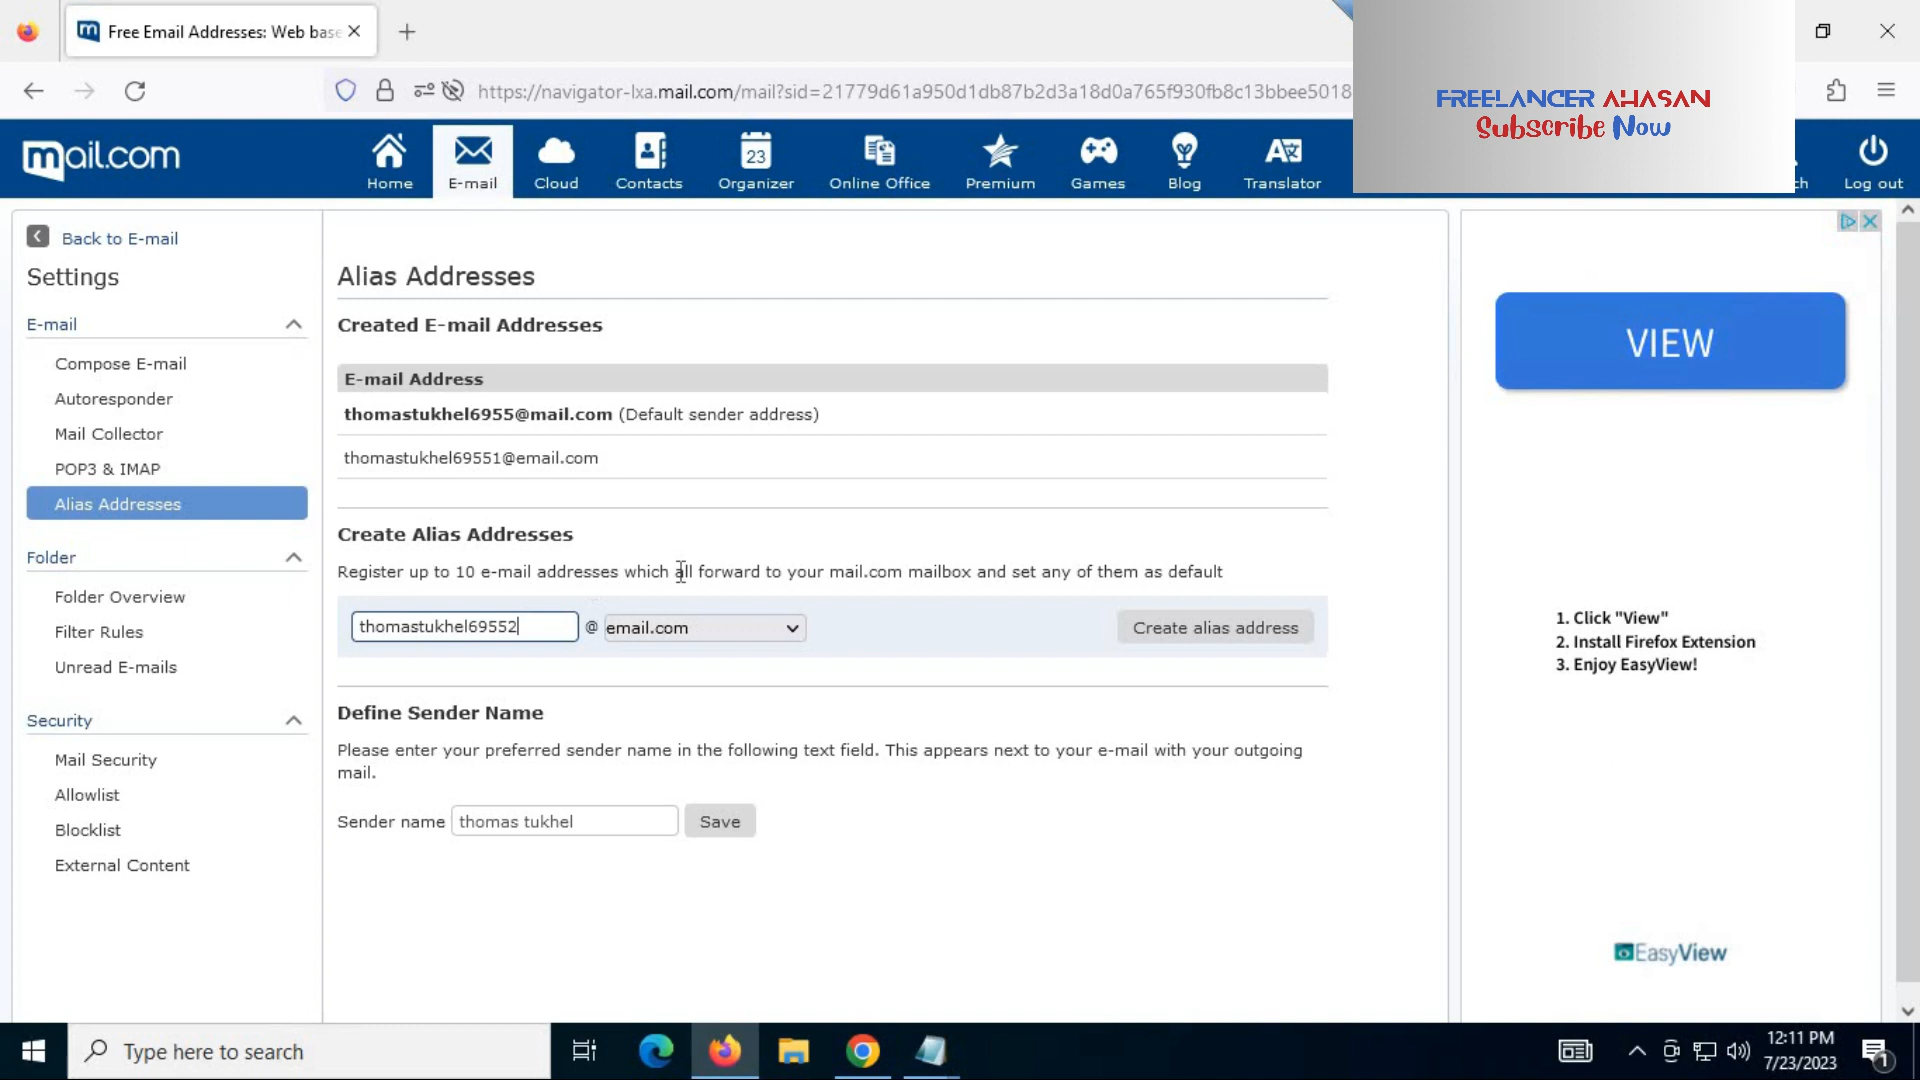 Free Email Addresses: Web base
https://navigator-lxa.mail.com/mail?sid=21779d61a950d1db87b2d3a18d0a765f930fb8c13bbee5018
FREELANCER AHASAN
Subscribe Now
mail.com
Home
E-mail
Cloud
Contacts
23
Organizer
Online Office
Premium
Games
Blog
Translator
Log out
Back to E-mail
Settings
E-mail
Compose E-mail
Autoresponder
Mail Collector
POP3 & IMAP
Alias Addresses
Folder
Folder Overview
Filter Rules
Unread E-mails
Security
Mail Security
Allowlist
Blocklist
External Content
Alias Addresses
Created E-mail Addresses
E-mail Address
thomastukhel6955@mail.com (Default sender address)
thomastukhel69551@email.com
Create Alias Addresses
Register up to 10 e-mail addresses which all forward to your mail.com mailbox and set any of them as default
thomastukhel69552 @ email.com Create alias address
Define Sender Name
Please enter your preferred sender name in the following text field. This appears next to your e-mail with your outgoing
mail.
Sender name thomas tukhel Save
VIEW
1. Click "View"
2. Install Firefox Extension
3. Enjoy EasyView!
EasyView
Type here to search
12:11 PM
7/23/2023
1